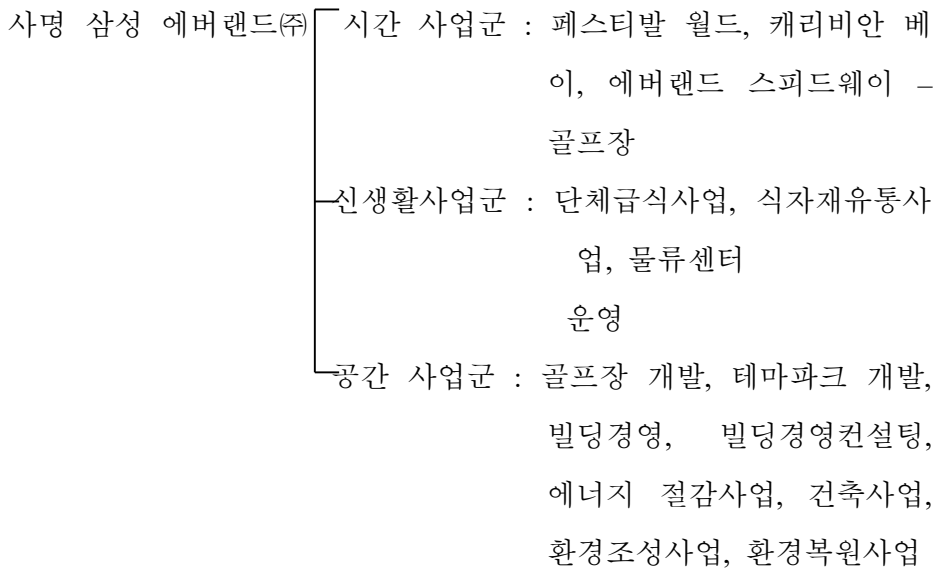 사명 삼성 에버랜드㈜ 시간 사업군 : 페스티발 월드, 캐리비안 베
이, 에버랜드 스피드웨이 –
골프장
신생활사업군 : 단체급식사업, 식자재유통사
업, 물류센터
운영
공간 사업군 : 골프장 개발, 테마파크 개발,
빌딩경영, 빌딩경영컨설팅,
에너지 절감사업, 건축사업,
환경조성사업, 환경복원사업